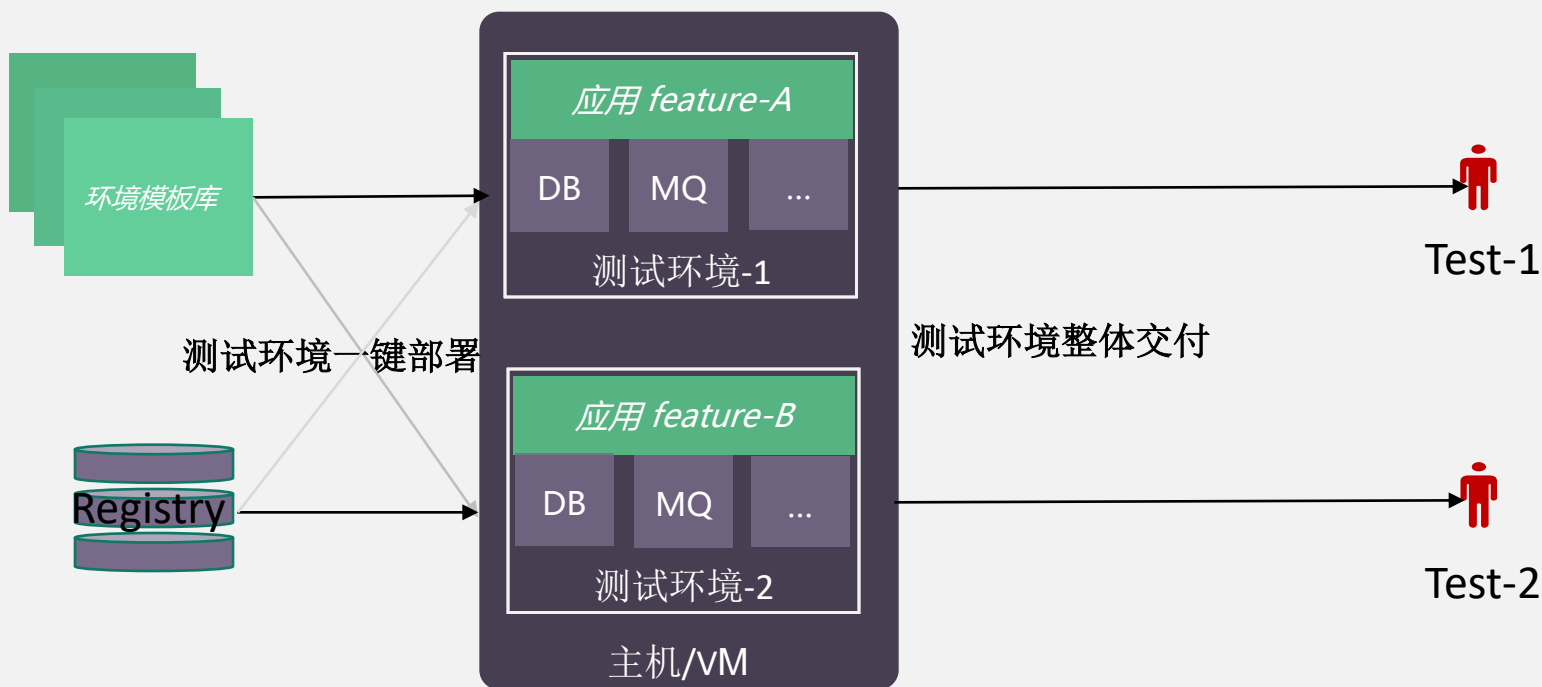 环境模板库
测试环境一键部署
Registry
应用 feature-A
DB
MQ
...
测试环境-1
应用 feature-B
DB
MQ
...
测试环境-2
主机/VM
测试环境整体交付
Test-1
Test-2